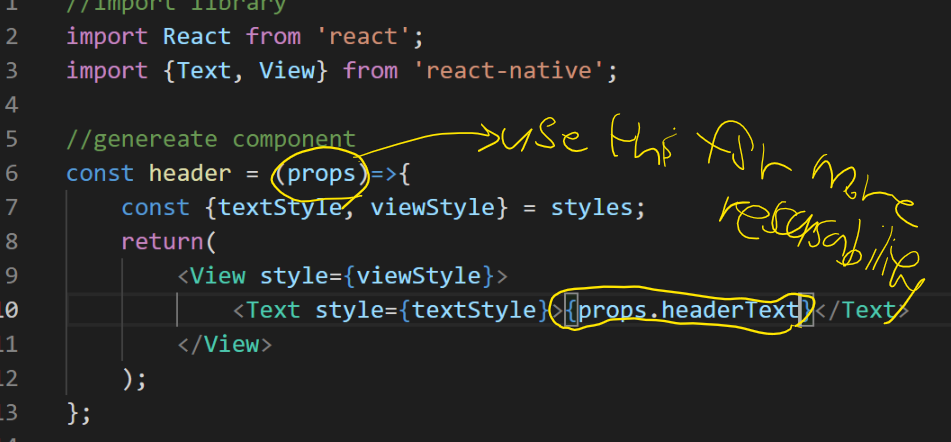 1 //import library
2 import React from 'react';
3 import {Text, View} from 'react-native';
4
5 //genereate component
6 const header = (props)=>{
7 const {textStyle, viewStyle} = styles;
8 return(
9 <View style={viewStyle}>
10 <Text style={textStyle}>{props.headerText}</Text>
11 </View>
12 );
13 };
use this for more
reusability